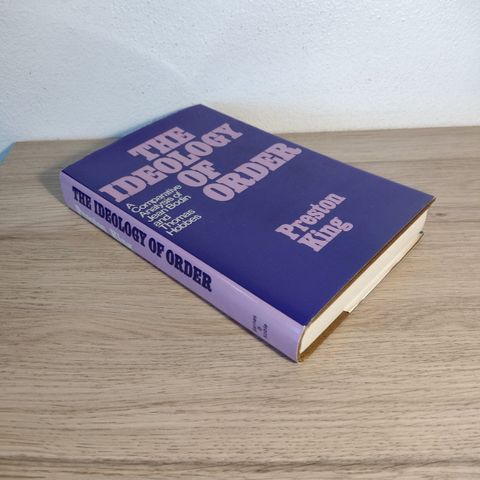 THE
IDEOLOGY
OF
ORDER
A
Comparative
Analysis of
Jean Bodin
and
Thomas
Hobbes
Preston
King
THE IDEOLOGY OF ORDER